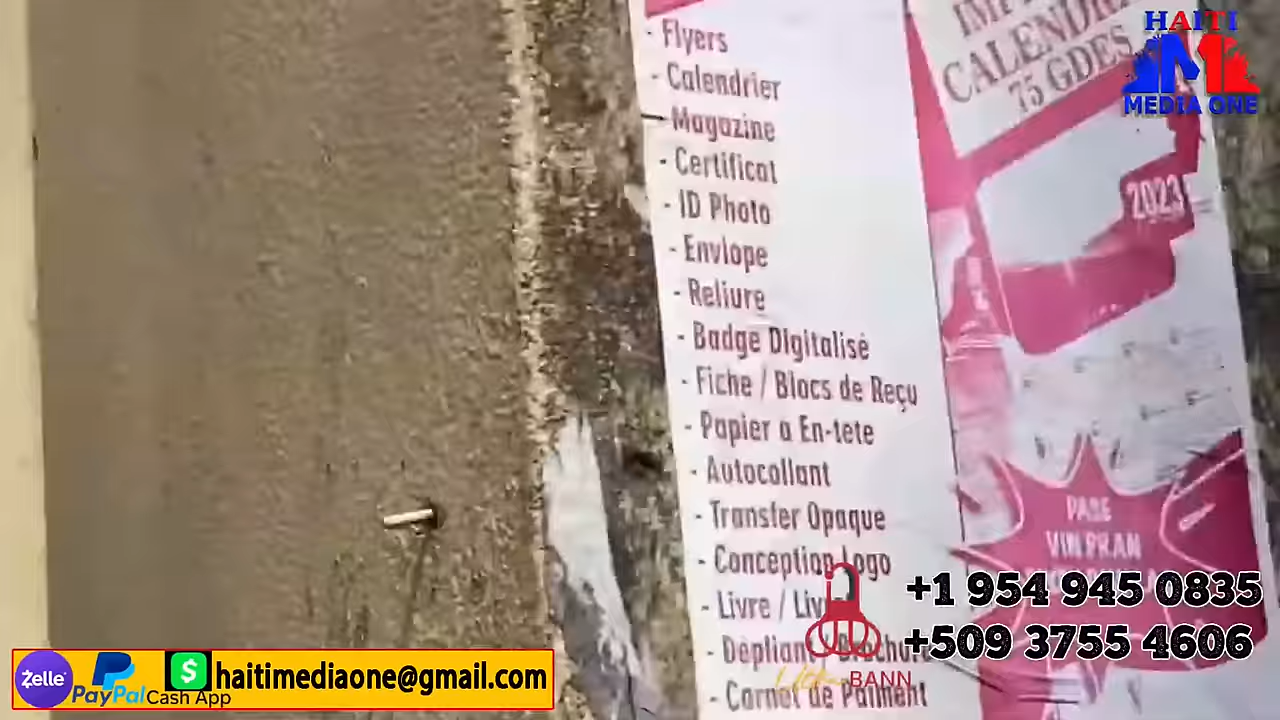 - Flyers
- Calendrier
- Magazine
- Certificat
- ID Photo
- Envlope
- Reliure
- Badge Digitalisé
- Fiche / Blocs de Reçu
- Papier a En-tete
- Autocollant
- Transfer Opaque
- Conception Logo
- Livre /
- Dépliant / Brochure
- Carnet de Paiment
CALENDRIER
75 GDES
2023
PASE
VIN PRAN
HAITI
M
MEDIA ONE
+1 954 945 0835
+509 3755 4606
BANN
Zelle
PayPal
$
Cash App
haitimediaone@gmail.com